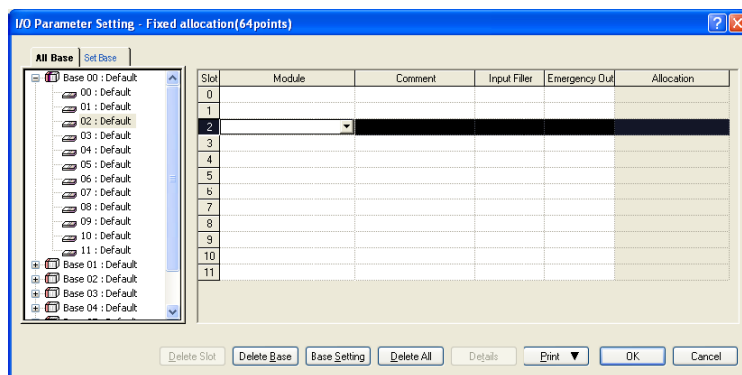 I/O Parameter Setting - Fixed allocation(64points)
All Base Set Base
Base 00 : Default
00 : Default
01 : Default
02 : Default
03 : Default
04 : Default
05 : Default
06 : Default
07 : Default
08 : Default
09 : Default
10 : Default
11 : Default
Base 01 : Default
Base 02 : Default
Base 03 : Default
Base 04 : Default
Slot Module Comment Input Filler Emergency Out Allocation
0
1
2
3
4
5
6
7
8
9
10
11
Delete Slot Delete Base Base Setting Delete All Details Print ▼ OK Cancel